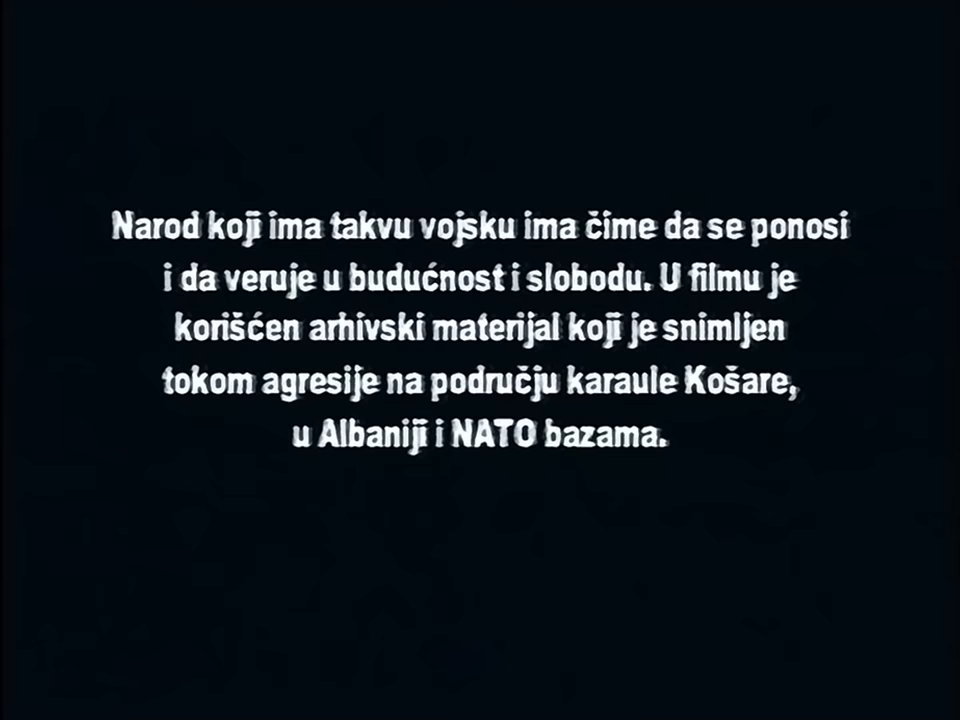 Narod koji ima takvu vojsku ima čime da se ponosi
i da veruje u budućnost i slobodu. U filmu je
korišćen arhivski materijal koji je snimljen
tokom agresije na području karaule Košare,
u Albaniji i NATO bazama.